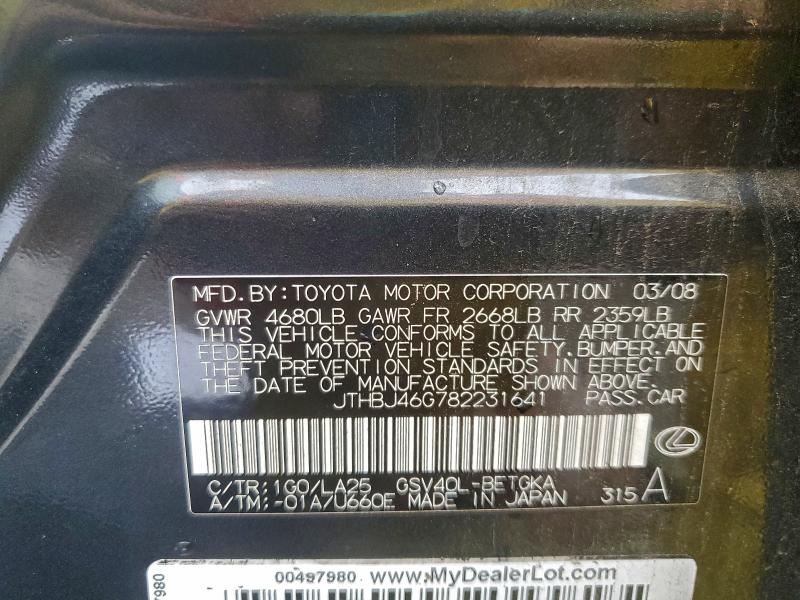 MFD.BY:TOYOTA MOTOR CORPORATION 03/08
GVWR 4680LB GAWR FR 2668LB RR 2359LB
THIS VEHICLE CONFORMS TO ALL APPLICABLE
FEDERAL MOTOR VEHICLE SAFETY.BUMPER.AND
THEFT PREVENTION STANDARDS IN EFFECT ON
THE DATE OF MANUFACTURE SHOWN ABOVE.
JTHBJ46G782231641 PASS.CAR
C/TR:1G0/LA25 GSV40L-BETGKA
A/TM:-01A/U660E MADE IN JAPAN 315 A
00497980 www.MyDealerLot.com
7980